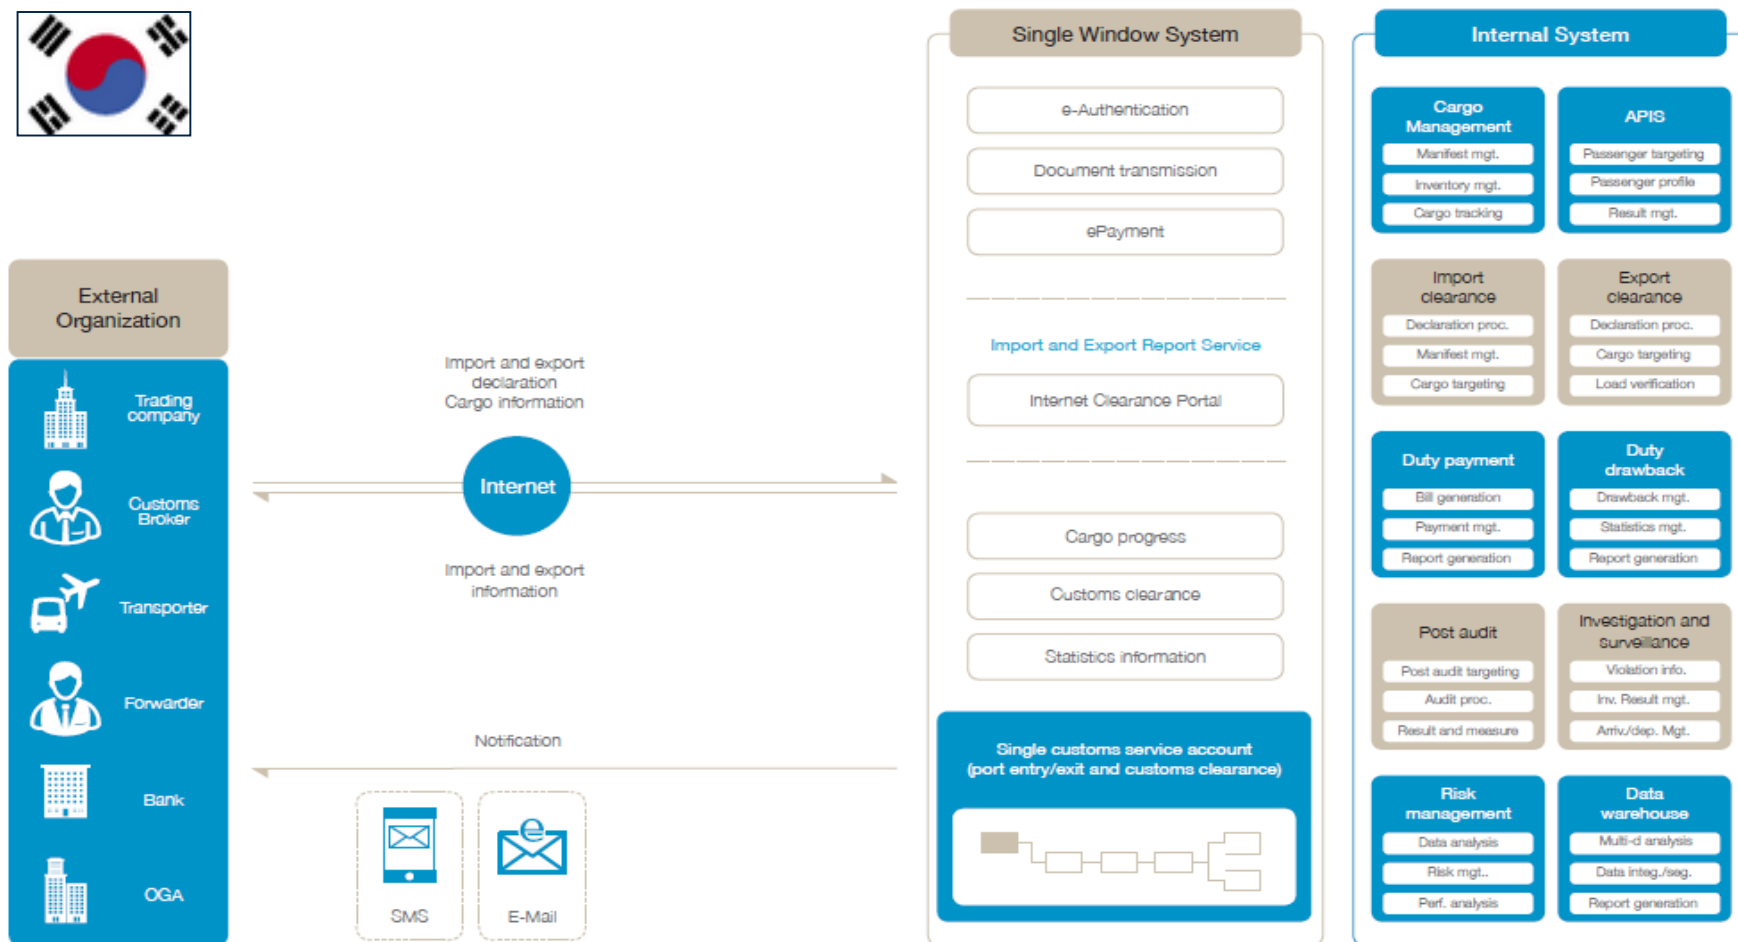 External
Organization
Trading
company
Customs
Broker
Transporter
Forwarder
Bank
OGA
Import and export
declaration
Cargo information
Internet
Import and export
information
Notification
SMS
E-Mail
Single Window System
e-Authentication
Document transmission
ePayment
Import and Export Report Service
Internet Clearance Portal
Cargo progress
Customs clearance
Statistics information
Single customs service account
(port entry/exit and customs clearance)
Internal System
Cargo
Management
Manifest mgt.
Inventory mgt.
Cargo tracking
APIS
Passenger targeting
Passenger profile
Result mgt.
Import
clearance
Declaration proc.
Manifest mgt.
Cargo targeting
Export
clearance
Declaration proc.
Cargo targeting
Load verification
Duty payment
Bill generation
Payment mgt.
Report generation
Duty
drawback
Drawback mgt.
Statistics mgt.
Report generation
Post audit
Post audit targeting
Audit proc.
Result and measure
Investigation and
surveillance
Violation info.
Inv. Result mgt.
Arriv./dep. Mgt.
Risk
management
Data analysis
Risk mgt..
Perf. analysis
Data
warehouse
Multi-d analysis
Data integ./seg.
Report generation